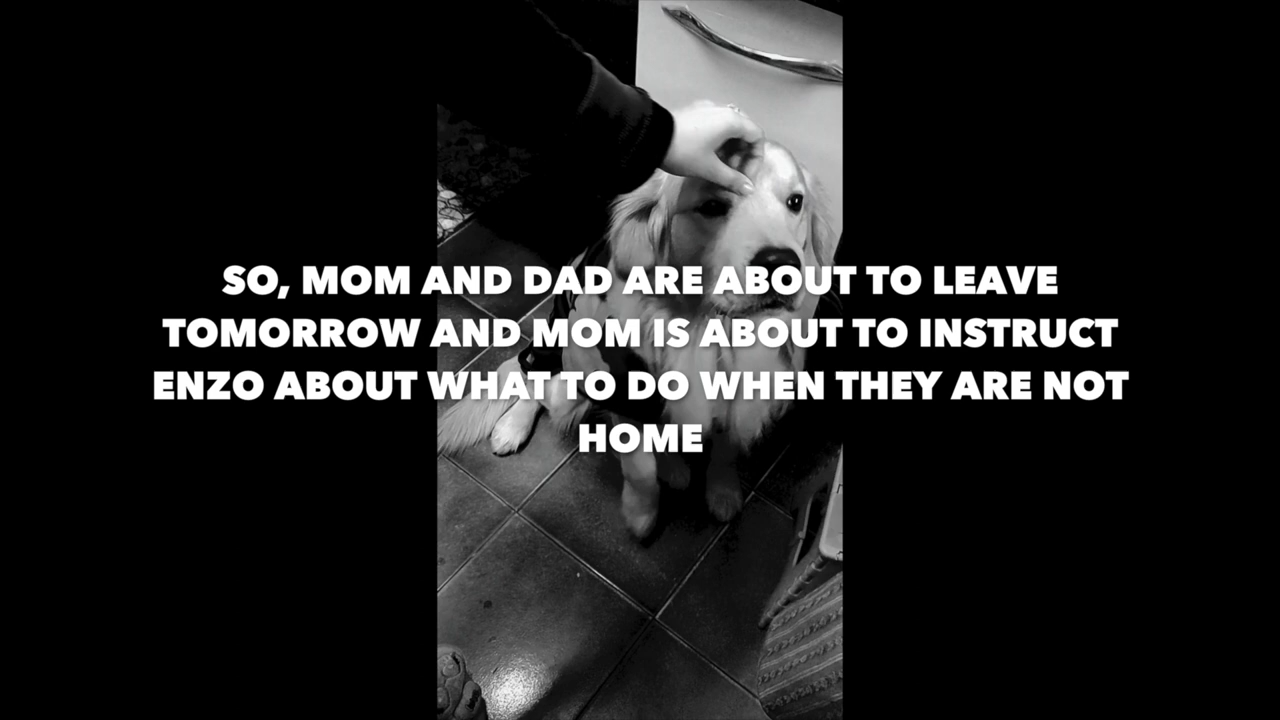 SO, MOM AND DAD ARE ABOUT TO LEAVE
TOMORROW AND MOM IS ABOUT TO INSTRUCT
ENZO ABOUT WHAT TO DO WHEN THEY ARE NOT
HOME